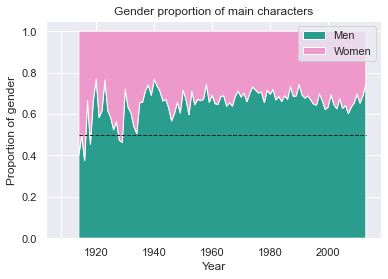 Gender proportion of main characters
Men
Women
Proportion of gender
1.0
0.8
0.6
0.4
0.2
0.0
1920
1940
1960
1980
2000
Year